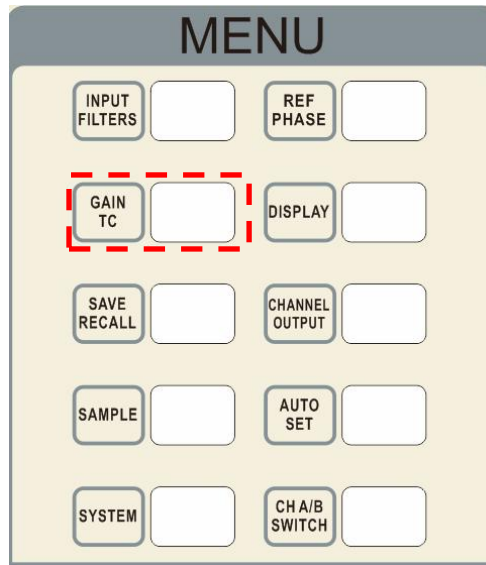 MENU
INPUT
FILTERS
REF
PHASE
GAIN
TC
DISPLAY
SAVE
RECALL
CHANNEL
OUTPUT
SAMPLE
AUTO
SET
SYSTEM
CH A/B
SWITCH